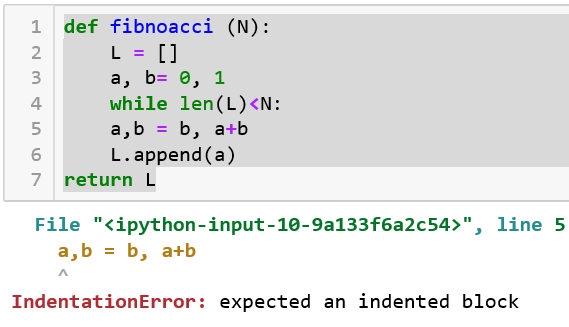 1 def fibnoacci (N):
2     L = []
3     a, b= 0, 1
4     while len(L)<N:
5     a,b = b, a+b
6     L.append(a)
7 return L
  File "<ipython-input-10-9a133f6a2c54>", line 5
    a,b = b, a+b
    ^
IndentationError: expected an indented block